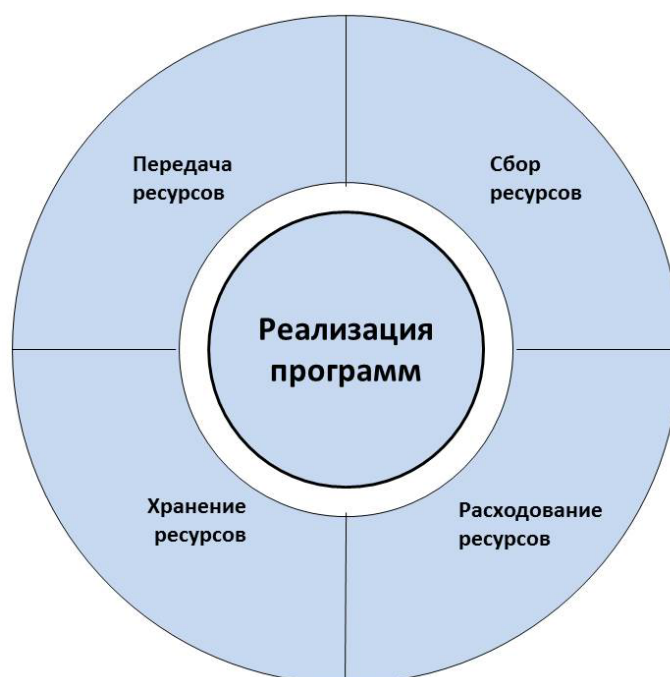 Передача
ресурсов
Сбор
ресурсов
Реализация
программ
Хранение
ресурсов
Расходование
ресурсов